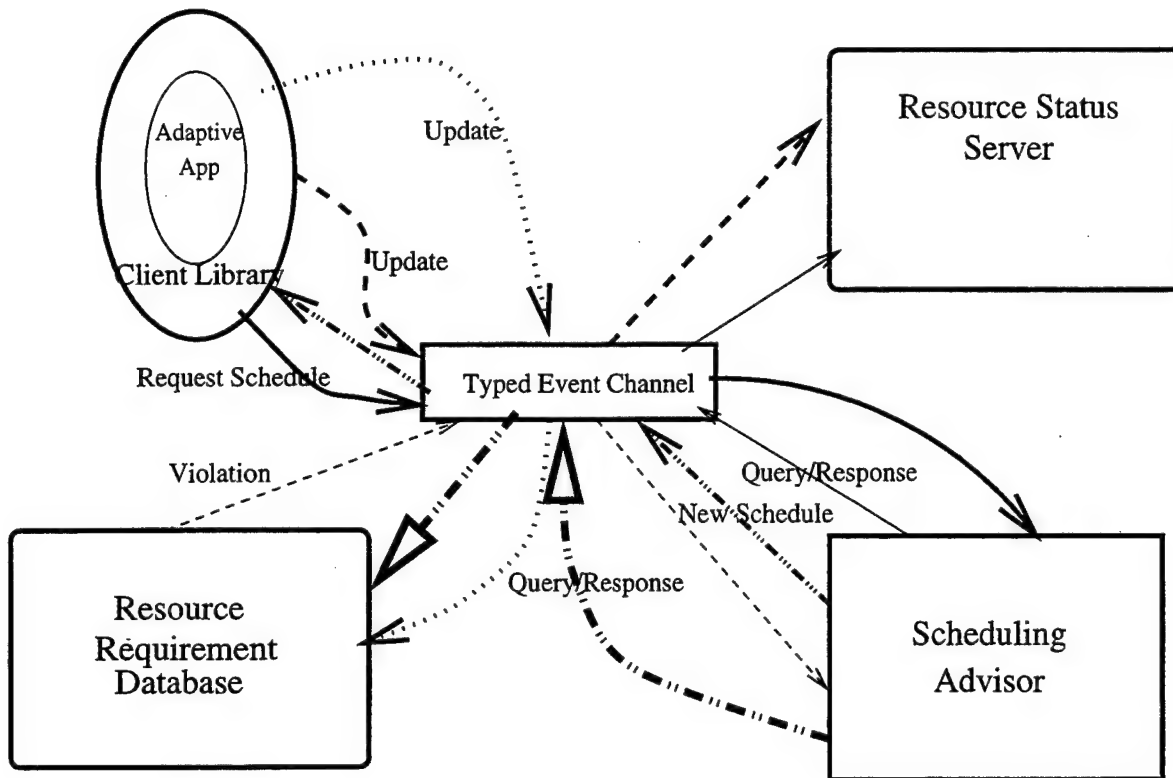 Adaptive
App
Client Library
Update
Update
Resource Status
Server
Request Schedule
Typed Event Channel
Violation
Query/Response
New Schedule
Query/Response
Resource
Requirement
Database
Scheduling
Advisor